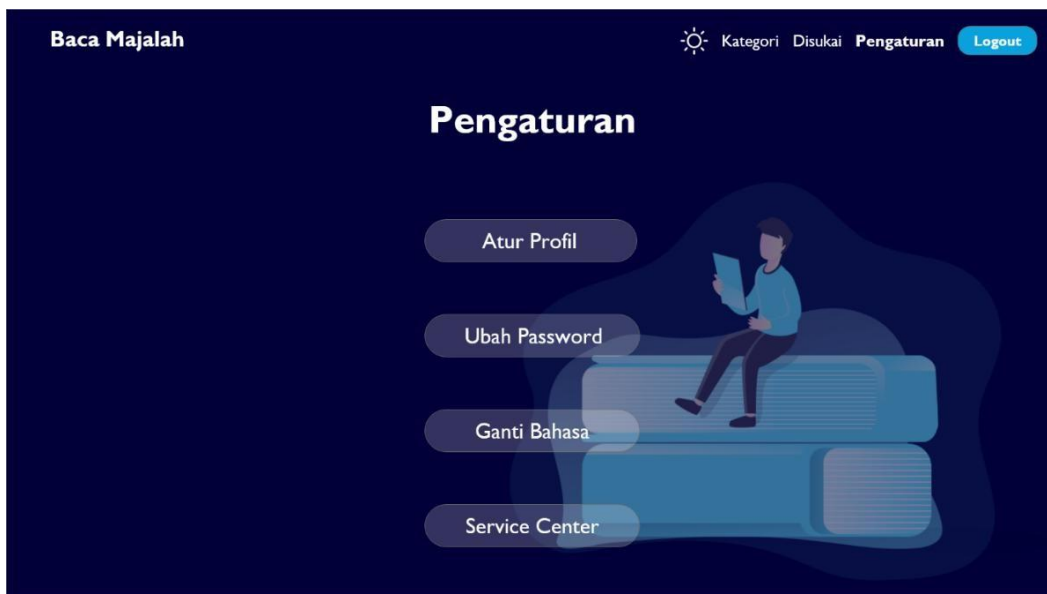 Baca Majalah Kategori Disukai Pengaturan Logout
Pengaturan
Atur Profil
Ubah Password
Ganti Bahasa
Service Center